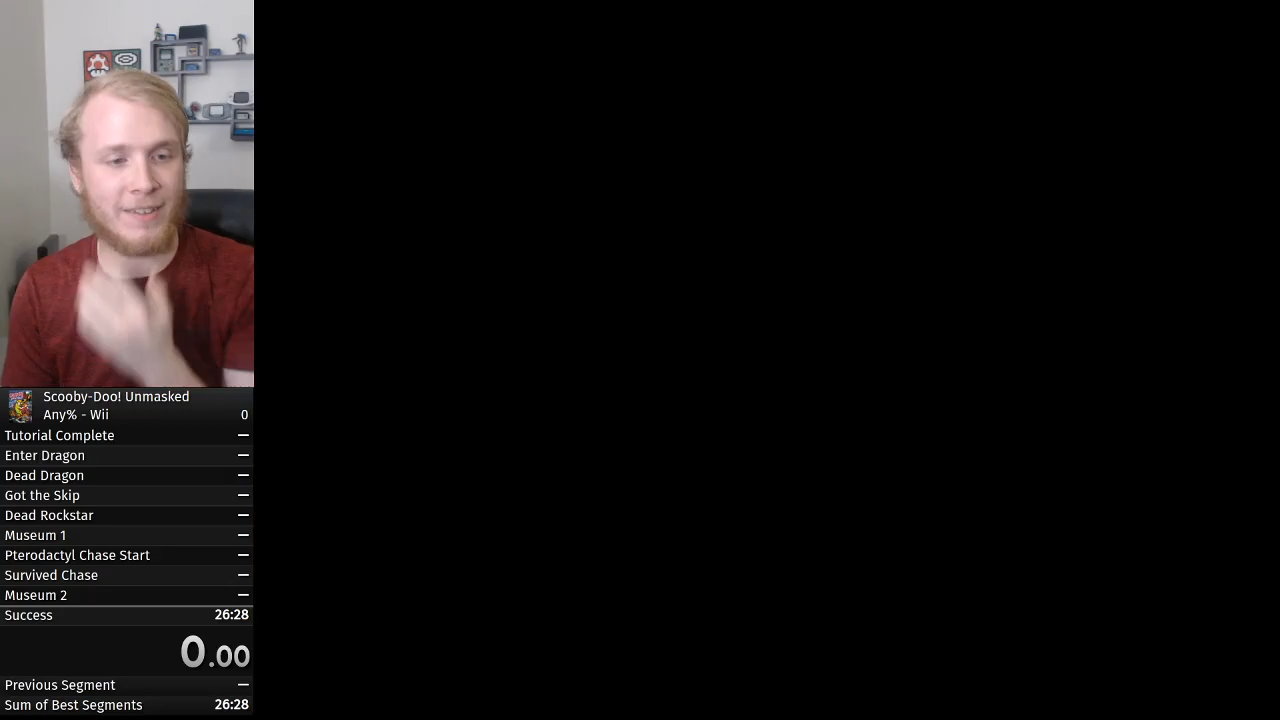 Scooby-Doo! Unmasked
Any% - Wii 0
Tutorial Complete —
Enter Dragon —
Dead Dragon —
Got the Skip —
Dead Rockstar —
Museum 1 —
Pterodactyl Chase Start —
Survived Chase —
Museum 2 —
Success 26:28
0.00
Previous Segment —
Sum of Best Segments 26:28